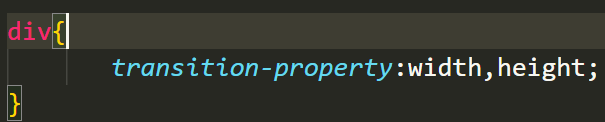 div{
transition-property:width,height;
}